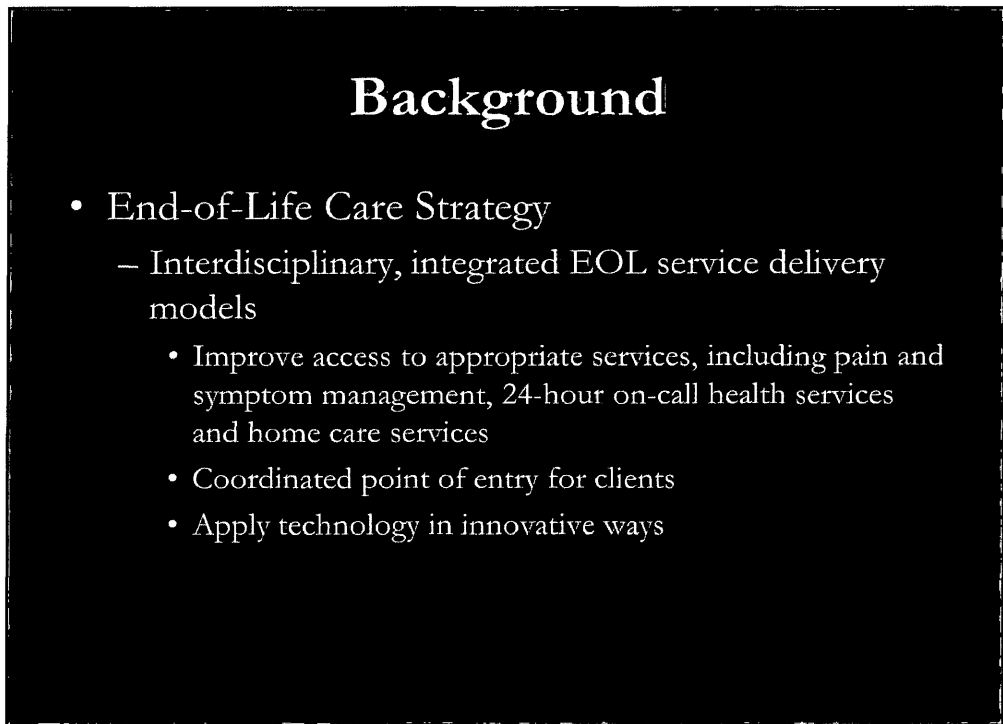 Background
• End-of-Life Care Strategy
– Interdisciplinary, integrated EOL service delivery
models
• Improve access to appropriate services, including pain and
symptom management, 24-hour on-call health services
and home care services
• Coordinated point of entry for clients
• Apply technology in innovative ways